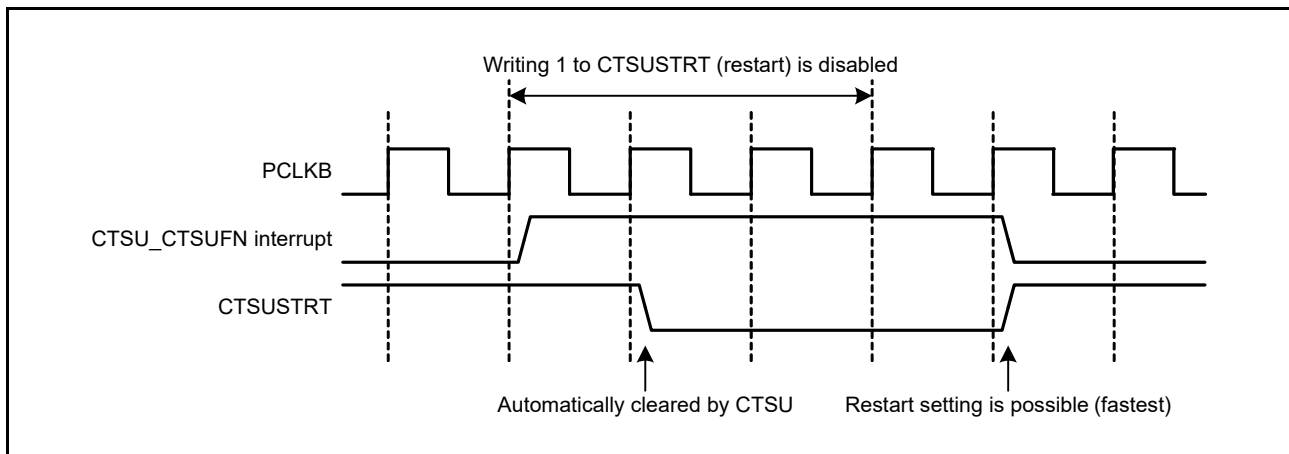 Writing 1 to CTSUSTRT (restart) is disabled
PCLKB
CTSU_CTSUFN interrupt
CTSUSTRT
Automatically cleared by CTSU
Restart setting is possible (fastest)